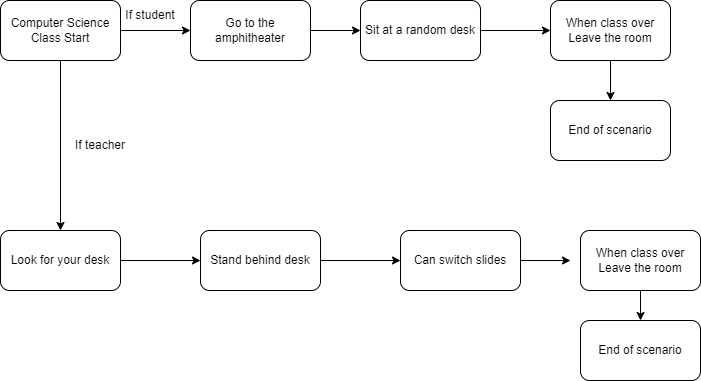 Computer Science
Class Start
If student
Go to the
amphitheater
Sit at a random desk
When class over
Leave the room
End of scenario
If teacher
Look for your desk
Stand behind desk
Can switch slides
When class over
Leave the room
End of scenario